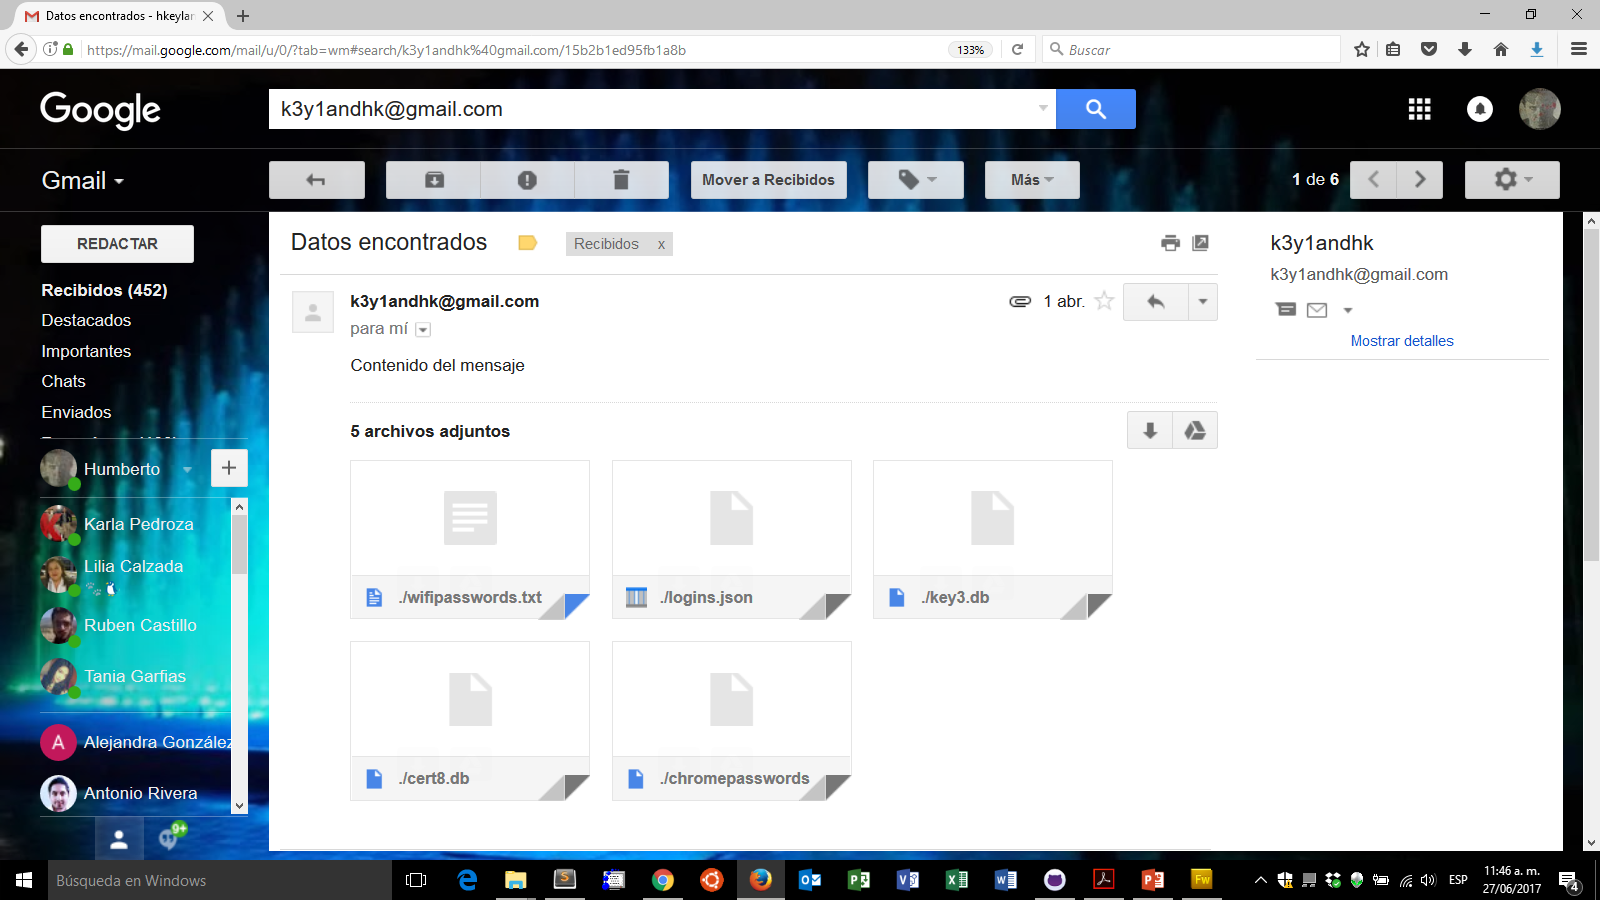 Datos encontrados - hkeylar
https://mail.google.com/mail/u/0/?tab=wm#search/k3y1andhk%40gmail.com/15b2b1ed95fb1a8b
133%
Buscar
Google
k3y1andhk@gmail.com
Gmail
Mover a Recibidos
Más
1 de 6
REDACTAR
Recibidos (452)
Destacados
Importantes
Chats
Enviados
Humberto
Karla Pedroza
Lilia Calzada
Ruben Castillo
Tania Garfias
A
Alejandra González
Antonio Rivera
9+
Datos encontrados
Recibidos x
k3y1andhk@gmail.com
1 abr.
para mí
Contenido del mensaje
5 archivos adjuntos
./wifipasswords.txt
./logins.json
./key3.db
./cert8.db
./chromepasswords
k3y1andhk
k3y1andhk@gmail.com
Mostrar detalles
Búsqueda en Windows
ESP
11:46 a. m.
27/06/2017
4